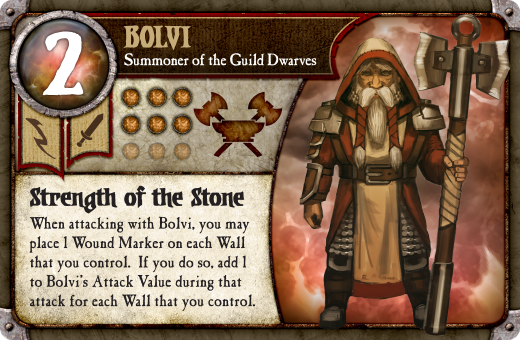 2
BOLVI
Summoner of the Guild Dwarves
Strength of the Stone
When attacking with Bolvi, you may
place 1 Wound Marker on each Wall
that you control.  If you do so, add 1
to Bolvi's Attack Value during that
attack for each Wall that you control.